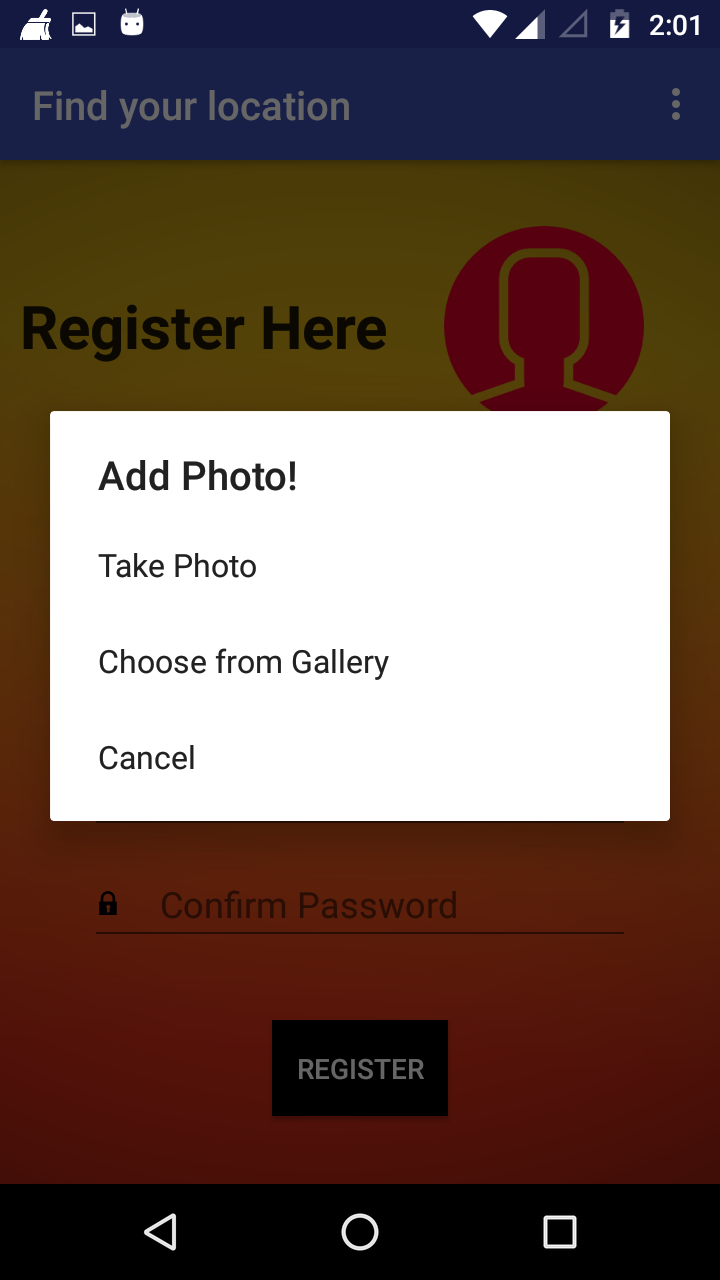 2:01
Find your location
Register Here
Add Photo!
Take Photo
Choose from Gallery
Cancel
Confirm Password
REGISTER